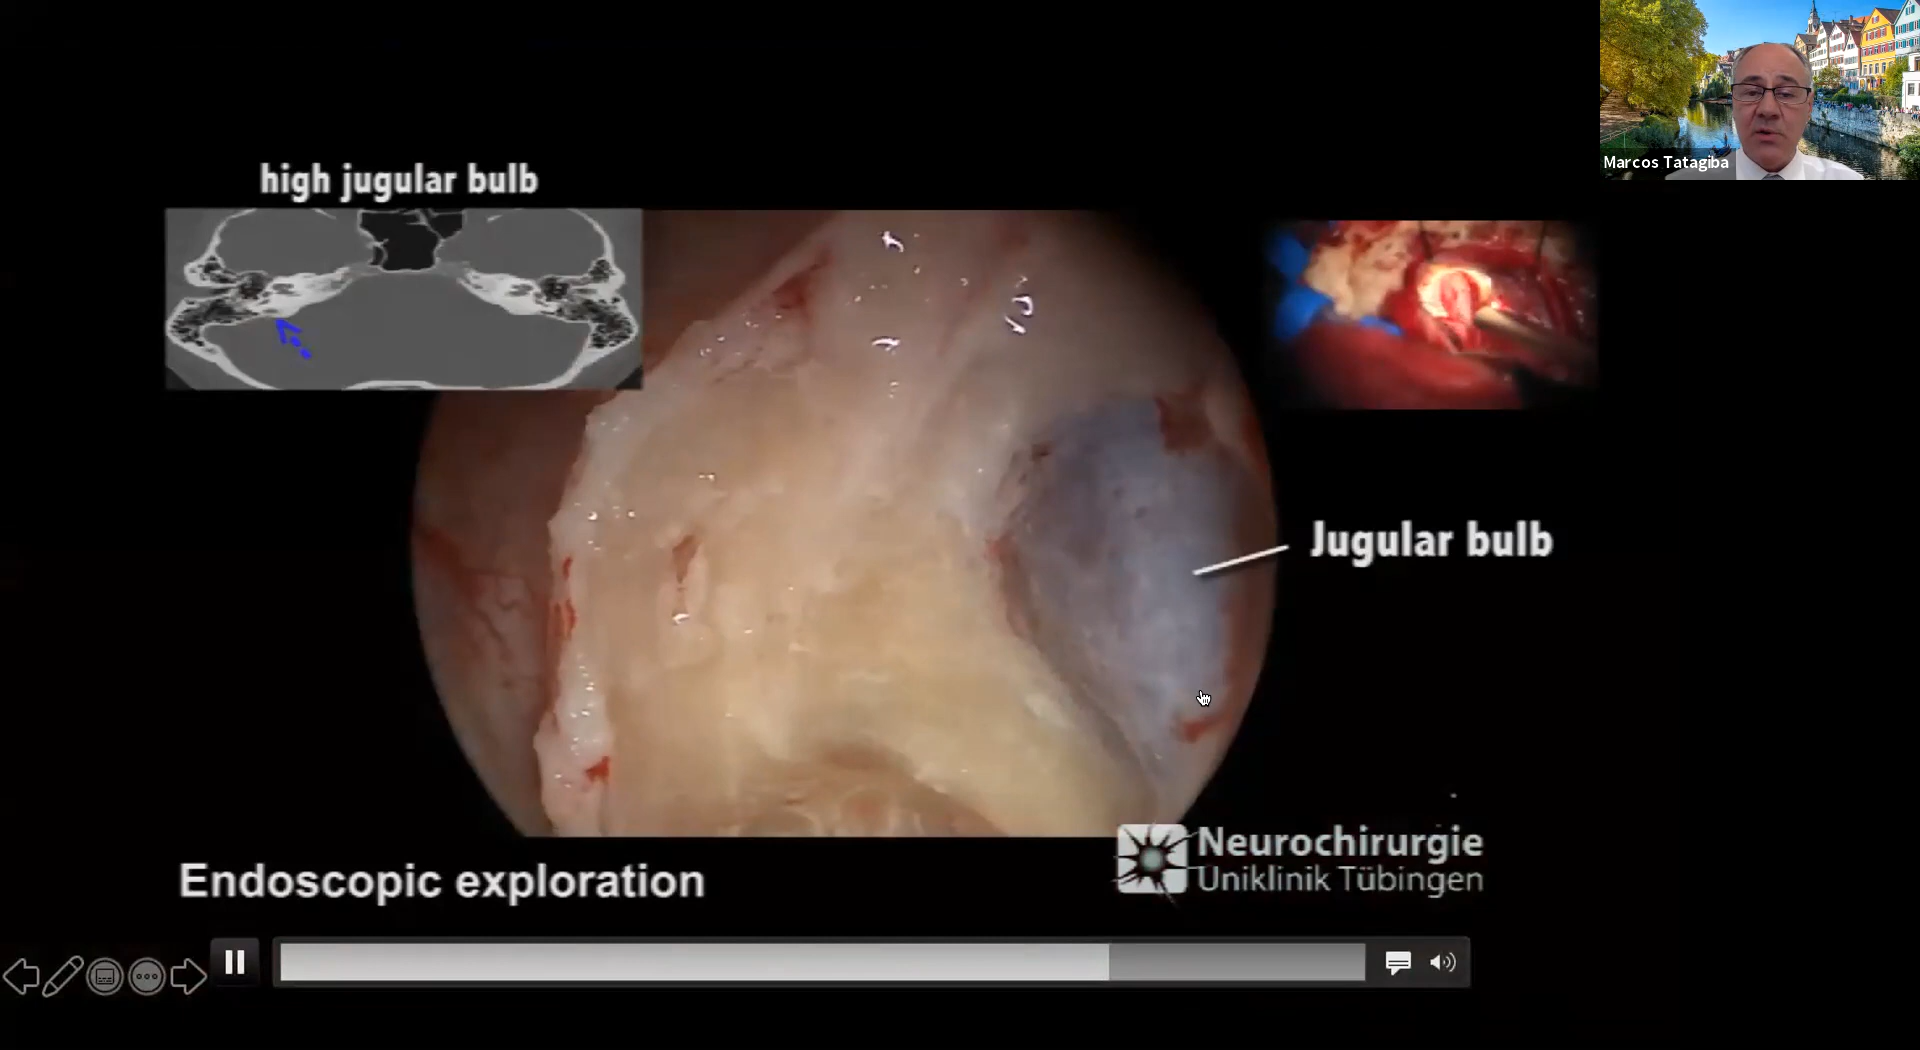 Marcos Tatagiba
high jugular bulb
Jugular bulb
Neurochirurgie
Uniklinik Tübingen
Endoscopic exploration